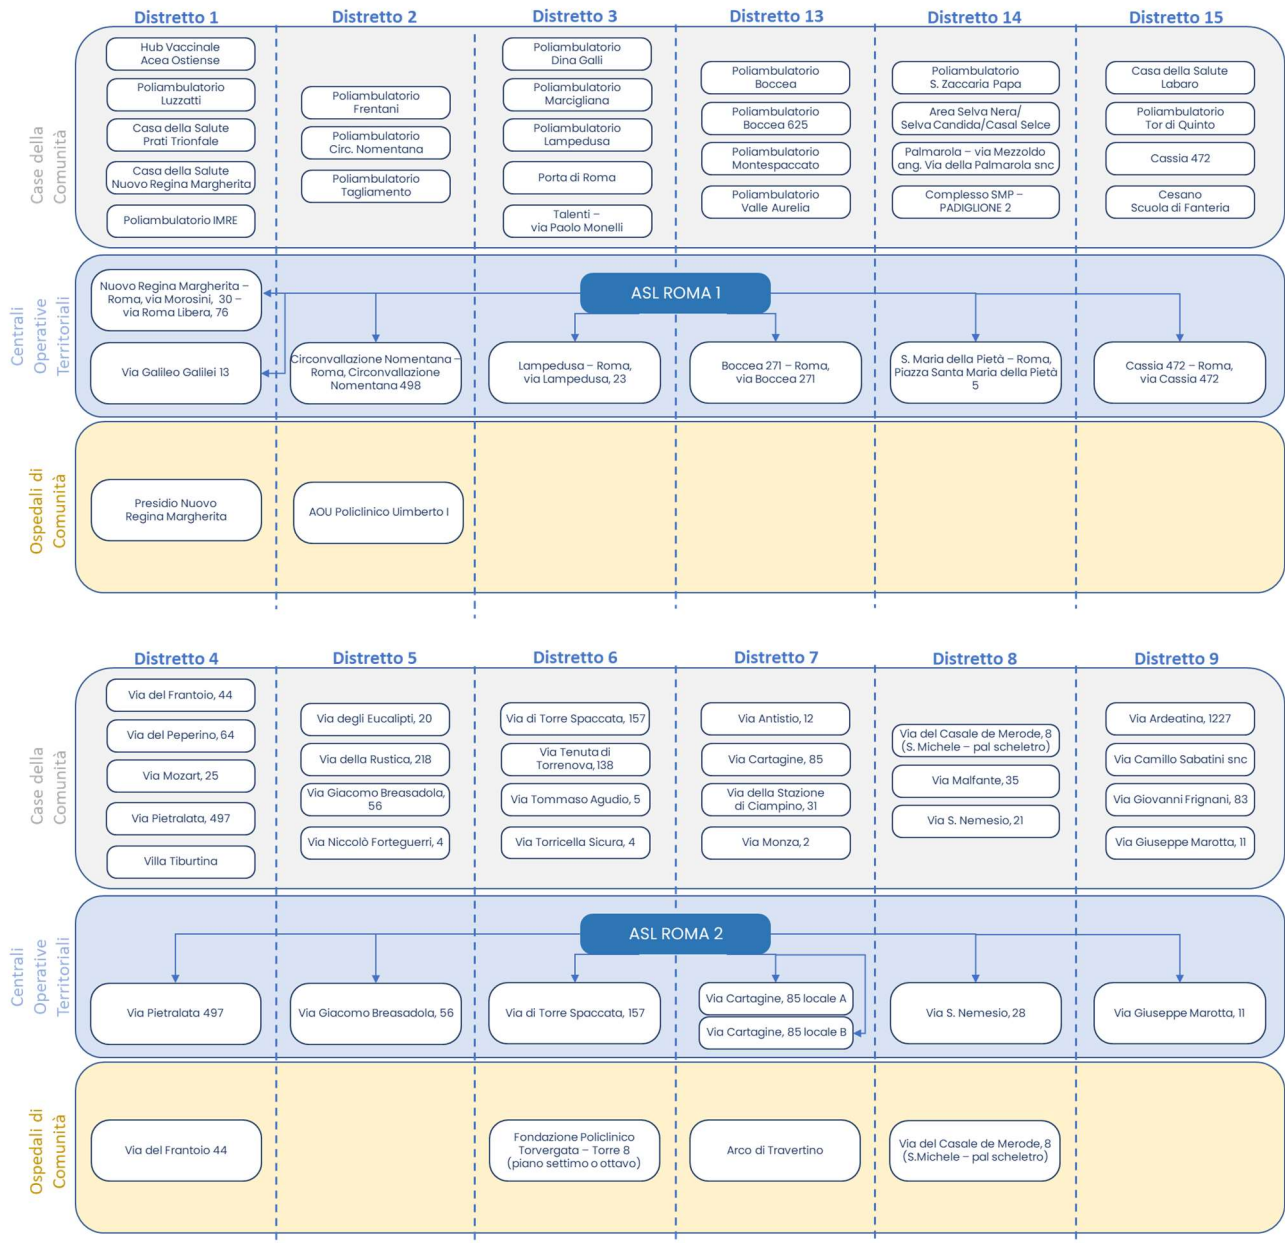 Distretto 1
Distretto 2
Distretto 3
Distretto 13
Distretto 14
Distretto 15
Case della
Comunità
Hub Vaccinale
Acea Ostiense
Poliambulatorio
Luzzatti
Casa della Salute
Prati Trionfale
Casa della Salute
Nuovo Regina Margherita
Poliambulatorio IMRE
Poliambulatorio
Frentani
Poliambulatorio
Circ. Nomentana
Poliambulatorio
Tagliamento
Poliambulatorio
Dina Galli
Poliambulatorio
Marcigliana
Poliambulatorio
Lampedusa
Porta di Roma
Talenti –
via Paolo Monelli
Poliambulatorio
Boccea
Poliambulatorio
Boccea 625
Poliambulatorio
Montespaccato
Poliambulatorio
Valle Aurelia
Poliambulatorio
S. Zaccaria Papa
Area Selva Nera/
Selva Candida/Casal Selce
Palmarola – via Mezzoldo
ang. Via della Palmarola snc
Complesso SMP –
PADIGLIONE 2
Casa della Salute
Labaro
Poliambulatorio
Tor di Quinto
Cassia 472
Cesano
Scuola di Fanteria
Centrali
Operative
Territoriali
ASL ROMA 1
Nuovo Regina Margherita –
Roma, via Morosini, 30 –
via Roma Libera, 76
Via Galileo Galilei 13
Circonvallazione Nomentana –
Roma, Circonvallazione
Nomentana 498
Lampedusa – Roma,
via Lampedusa, 23
Boccea 271 – Roma,
via Boccea 271
S. Maria della Pietà – Roma,
Piazza Santa Maria della Pietà
5
Cassia 472 – Roma,
via Cassia 472
Ospedali di
Comunità
Presidio Nuovo
Regina Margherita
AOU Policlinico Uimberto I
Distretto 4
Distretto 5
Distretto 6
Distretto 7
Distretto 8
Distretto 9
Case della
Comunità
Via del Frantoio, 44
Via del Peperino, 64
Via Mozart, 25
Via Pietralata, 497
Villa Tiburtina
Via degli Eucalipti, 20
Via della Rustica, 218
Via Giacomo Breasadola,
56
Via Niccolò Forteguerri, 4
Via di Torre Spaccata, 157
Via Tenuta di
Torrenova, 138
Via Tommaso Agudio, 5
Via Torricella Sicura, 4
Via Antistio, 12
Via Cartagine, 85
Via della Stazione
di Ciampino, 31
Via Monza, 2
Via del Casale de Merode, 8
(S. Michele – pal scheletro)
Via Malfante, 35
Via S. Nemesio, 21
Via Ardeatina, 1227
Via Camillo Sabatini snc
Via Giovanni Frignani, 83
Via Giuseppe Marotta, 11
Centrali
Operative
Territoriali
ASL ROMA 2
Via Pietralata 497
Via Giacomo Breasadola, 56
Via di Torre Spaccata, 157
Via Cartagine, 85 locale A
Via Cartagine, 85 locale B
Via S. Nemesio, 28
Via Giuseppe Marotta, 11
Ospedali di
Comunità
Via del Frantoio 44
Fondazione Policlinico
Torvergata – Torre 8
(piano settimo o ottavo)
Arco di Travertino
Via del Casale de Merode, 8
(S.Michele – pal scheletro)